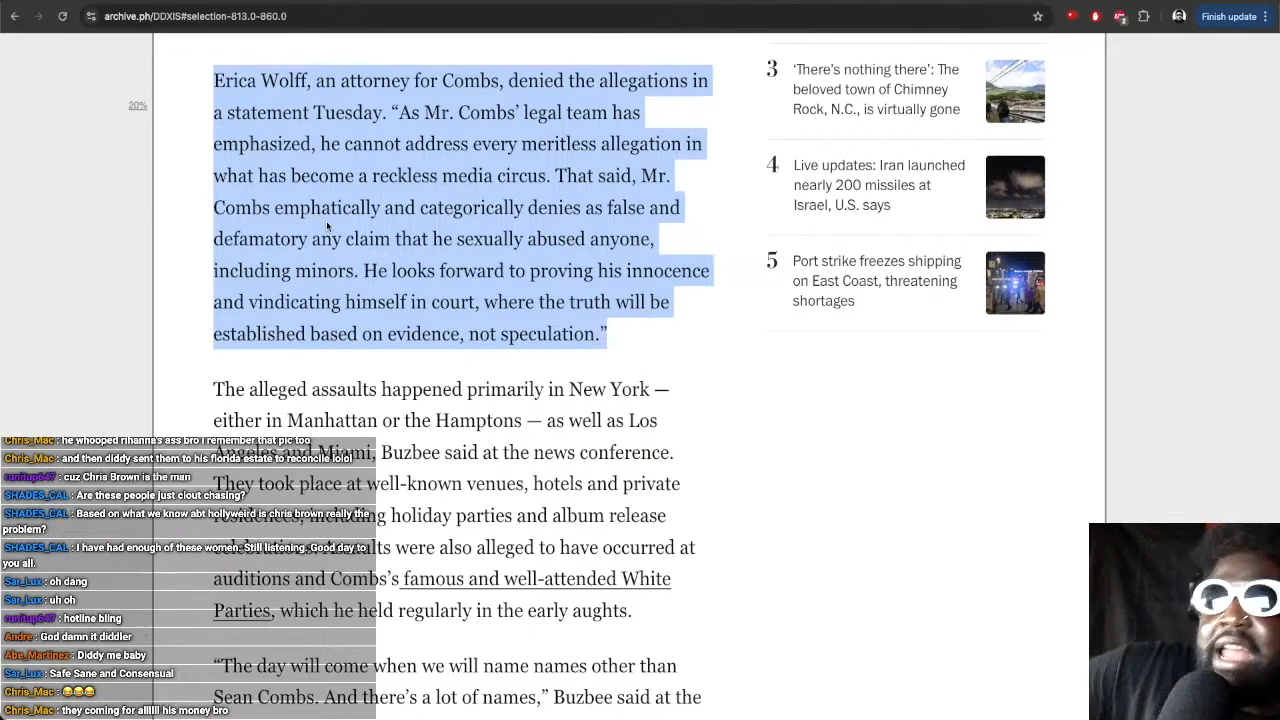 archive.ph/DDXIS#selection-813.0-860.0
Finish update
20%
Erica Wolff, an attorney for Combs, denied the allegations in
a statement Tuesday. “As Mr. Combs’ legal team has
emphasized, he cannot address every meritless allegation in
what has become a reckless media circus. That said, Mr.
Combs emphatically and categorically denies as false and
defamatory any claim that he sexually abused anyone,
including minors. He looks forward to proving his innocence
and vindicating himself in court, where the truth will be
established based on evidence, not speculation.”
The alleged assaults happened primarily in New York —
either in Manhattan or the Hamptons — as well as Los
Angeles and Miami, Buzbee said at the news conference.
They took place at well-known venues, hotels and private
residences, including holiday parties and album release
were also alleged to have occurred at
auditions and Combs’s famous and well-attended White
Parties, which he held regularly in the early aughts.
“The day will come when we will name names other than
Sean Combs. And there’s a lot of names,” Buzbee said at the
3
‘There’s nothing there’: The
beloved town of Chimney
Rock, N.C., is virtually gone
4
Live updates: Iran launched
nearly 200 missiles at
Israel, U.S. says
5
Port strike freezes shipping
on East Coast, threatening
shortages
Chris_Mac : he whooped rihanna's ass bro i remember that pic too
Chris_Mac : and then diddy sent them to his florida estate to reconcile lolol
runitup647 : cuz Chris Brown is the man
SHADES_CAL : Are these people just clout chasing?
SHADES_CAL : Based on what we know abt hollyweird is chris brown really the
problem?
SHADES_CAL : I have had enough of these women. Still listening. Good day to
you all.
Sar_Lux : oh dang
Sar_Lux : uh oh
runitup647 : hotline bling
Andre : God damn it diddler
Abe_Martinez : Diddy me baby
Sar_Lux : Safe Sane and Consensual
Chris_Mac : 😂😂😂
Chris_Mac : they coming for allllll his money bro